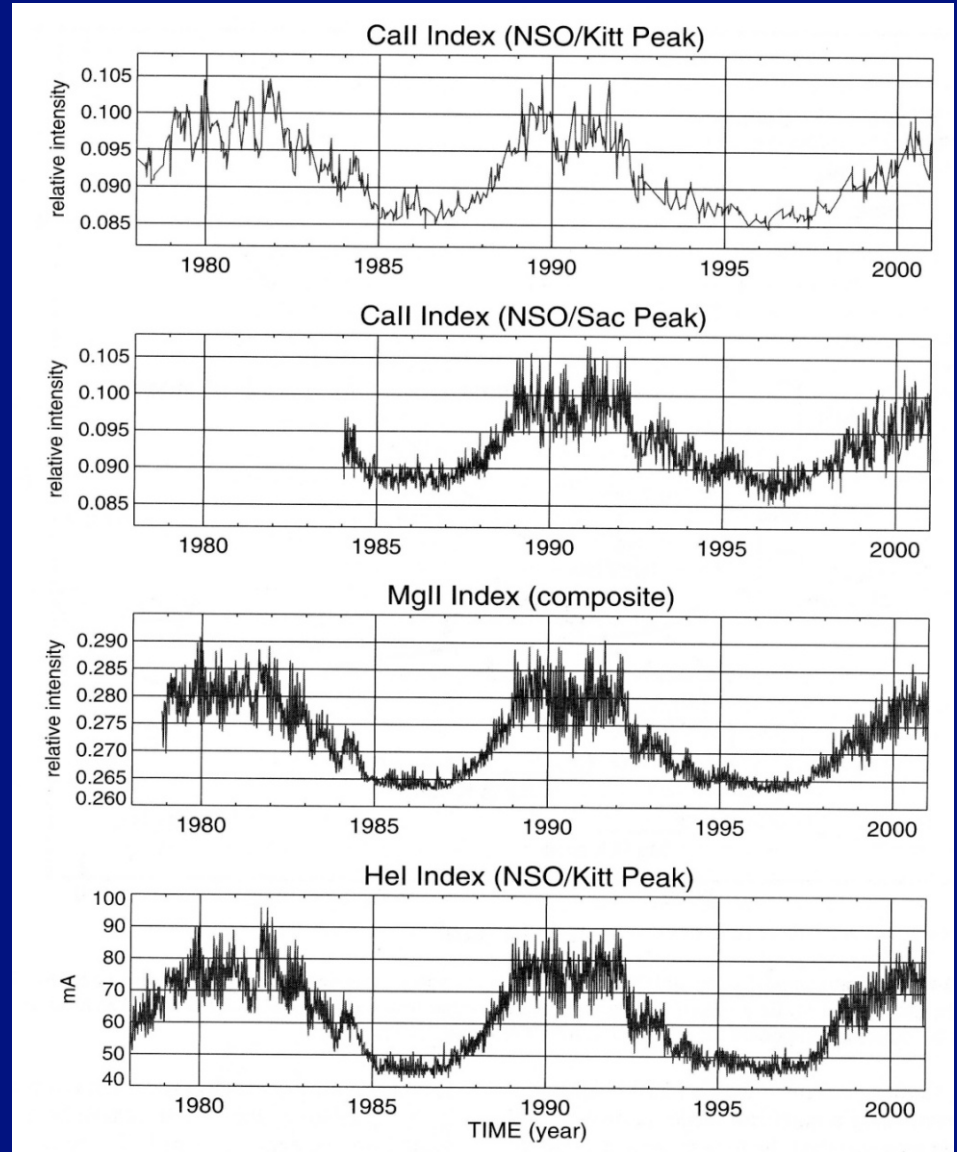 CaII Index (NSO/Kitt Peak)
relative intensity
0.105
0.100
0.095
0.090
0.085
1980 1985 1990 1995 2000
CaII Index (NSO/Sac Peak)
relative intensity
0.105
0.100
0.095
0.090
0.085
1980 1985 1990 1995 2000
MgII Index (composite)
relative intensity
0.290
0.285
0.280
0.275
0.270
0.265
0.260
1980 1985 1990 1995 2000
HeI Index (NSO/Kitt Peak)
mA
100
90
80
70
60
50
40
1980 1985 1990 1995 2000
TIME (year)